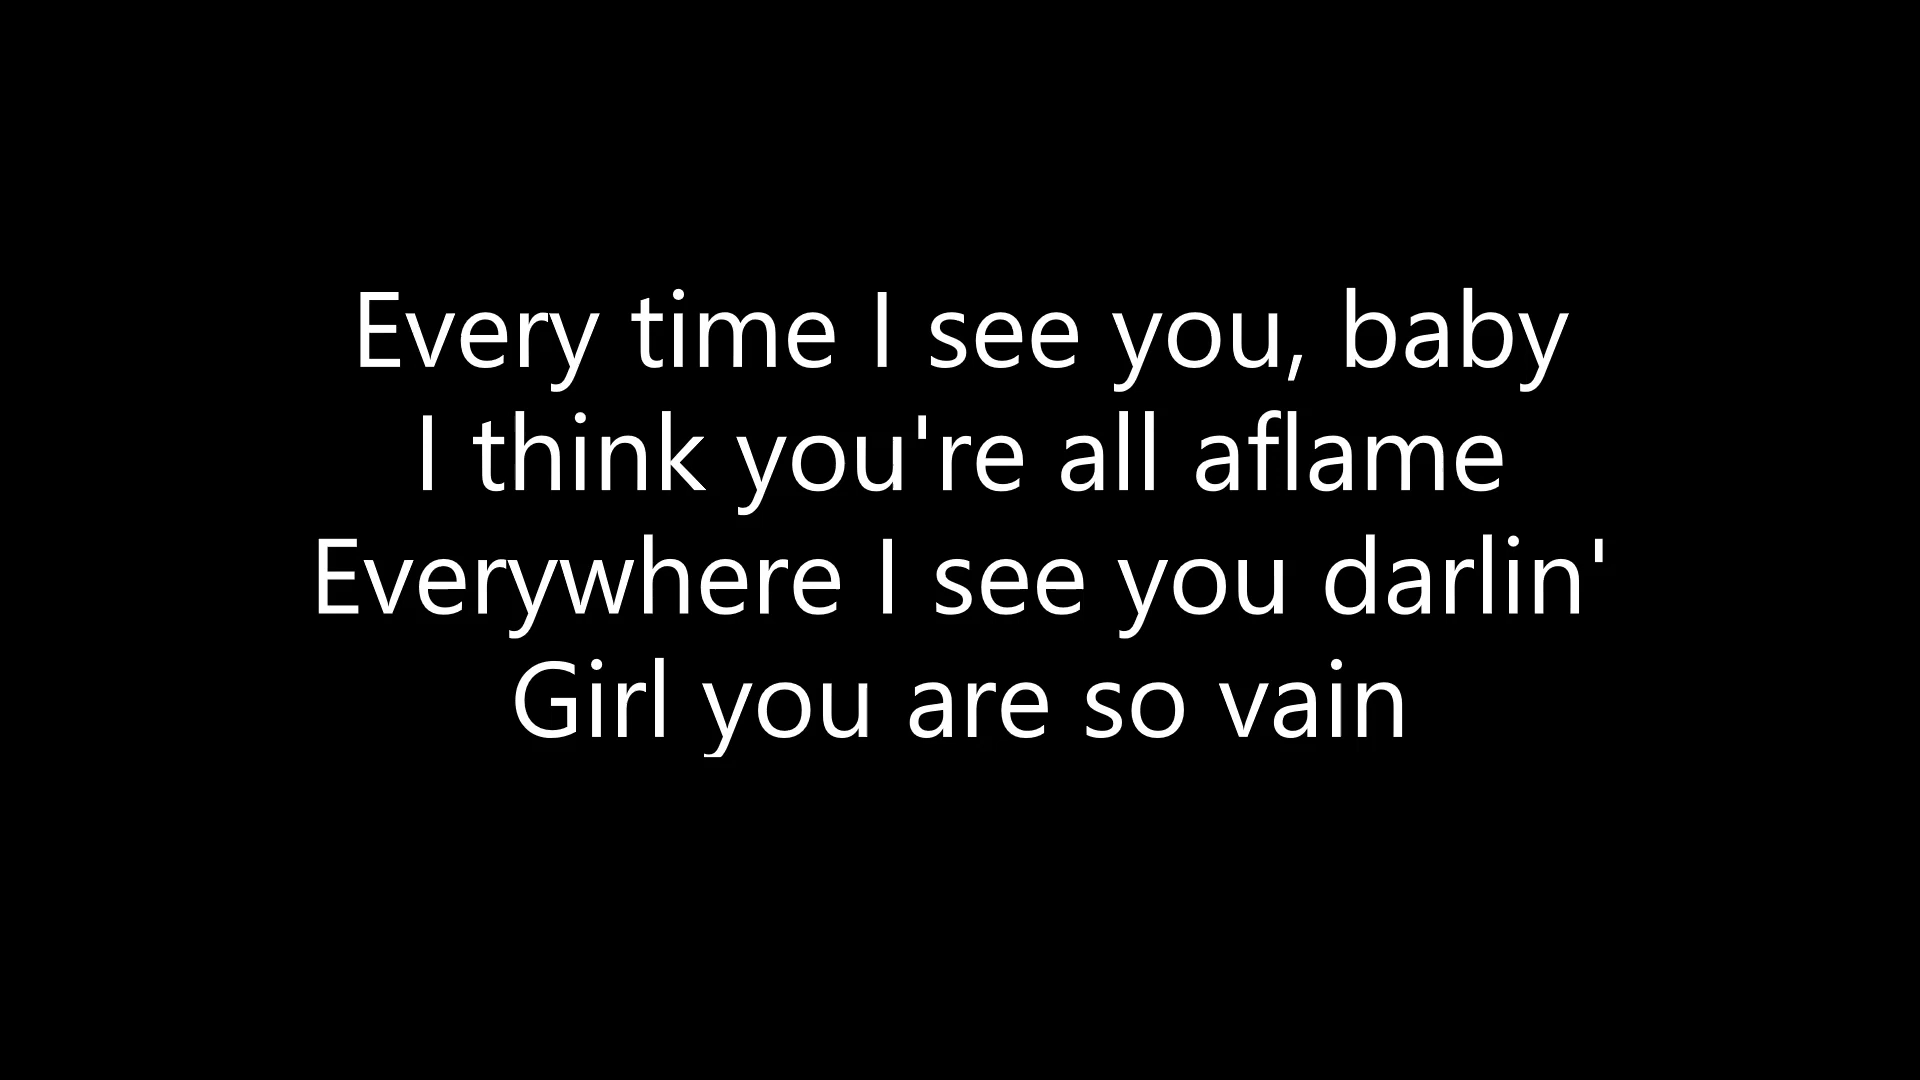 Every time I see you, baby
I think you're all aflame
Everywhere I see you darlin'
Girl you are so vain